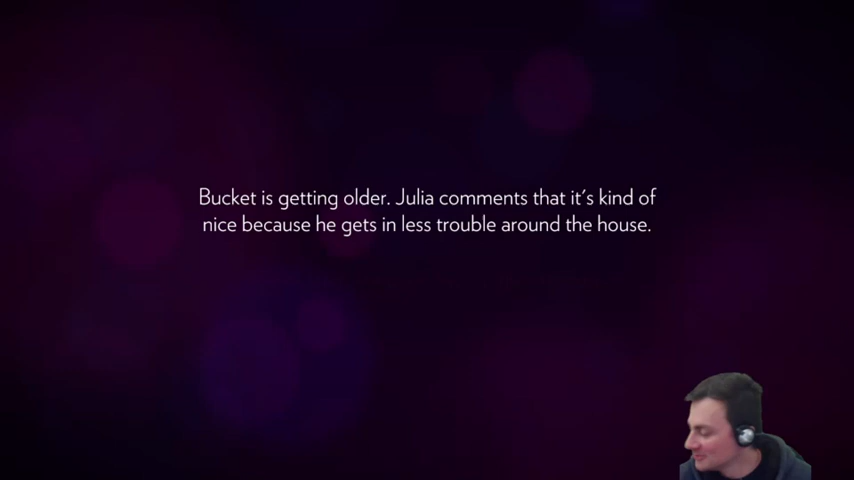 Bucket is getting older. Julia comments that it's kind of
nice because he gets in less trouble around the house.